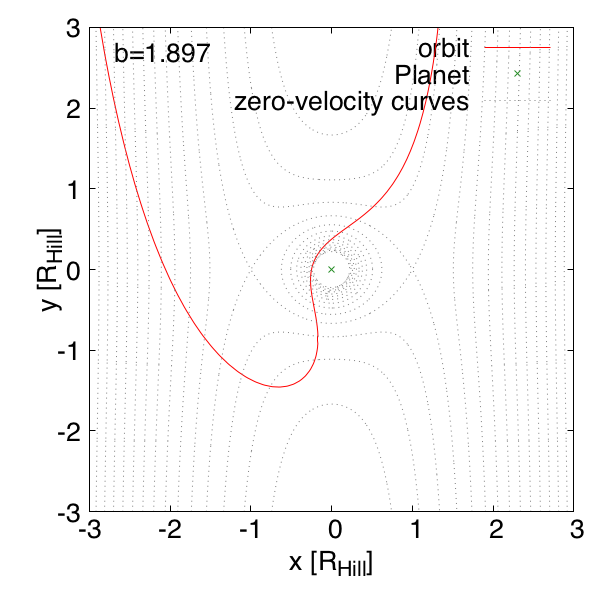 b=1.897
orbit
Planet
zero-velocity curves
3
2
1
0
-1
-2
-3
y [R_Hill]
-3 -2 -1 0 1 2 3
x [R_Hill]